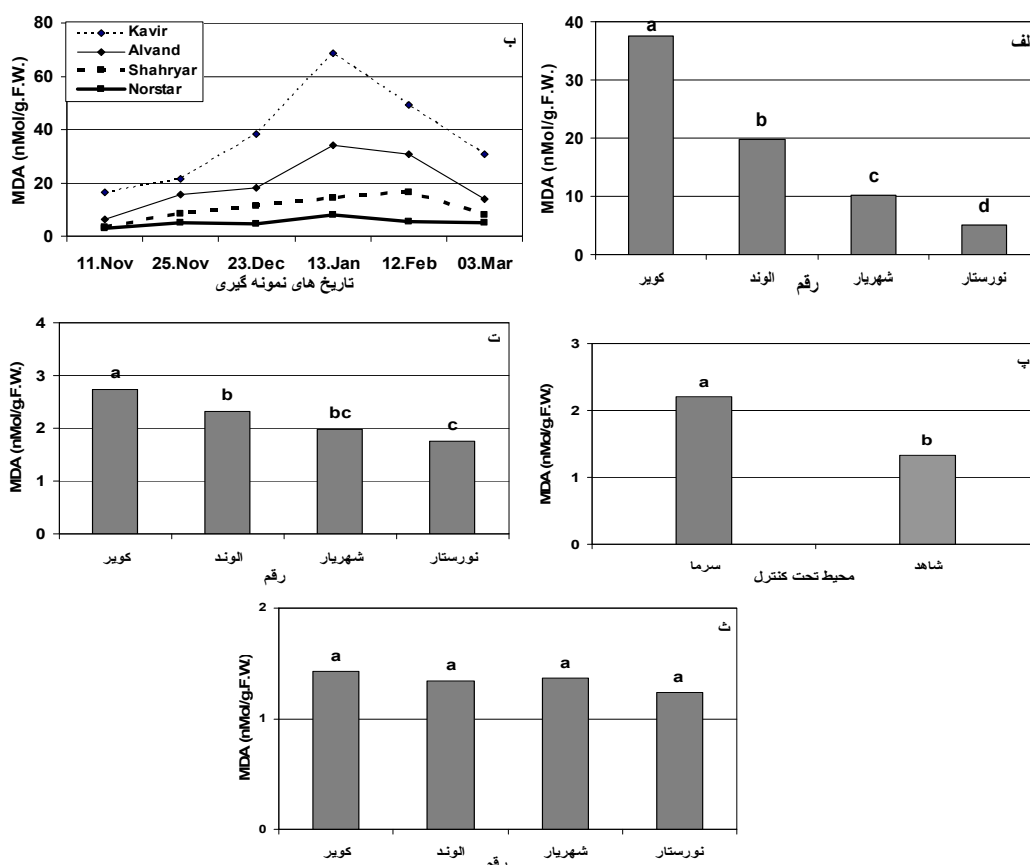 الف
MDA (nMol/g.F.W.)
40
30
20
10
0
a
b
c
d
کویر
الوند
شهریار
نورستار
رقم
ب
MDA (nMol/g.F.W.)
80
60
40
20
0
Kavir
Alvand
Shahryar
Norstar
11.Nov 25.Nov 23.Dec 13.Jan 12.Feb 03.Mar
تاریخ های نمونه گیری
پ
MDA (nMol/g.F.W.)
3
2
1
0
a
b
سرما
شاهد
محیط تحت کنترل
ت
MDA (nMol/g.F.W.)
4
3
2
1
0
a
b
bc
c
کویر
الوند
شهریار
نورستار
رقم
ث
MDA (nMol/g.F.W.)
2
1
0
a
a
a
a
کویر
الوند
شهریار
نورستار
رقم